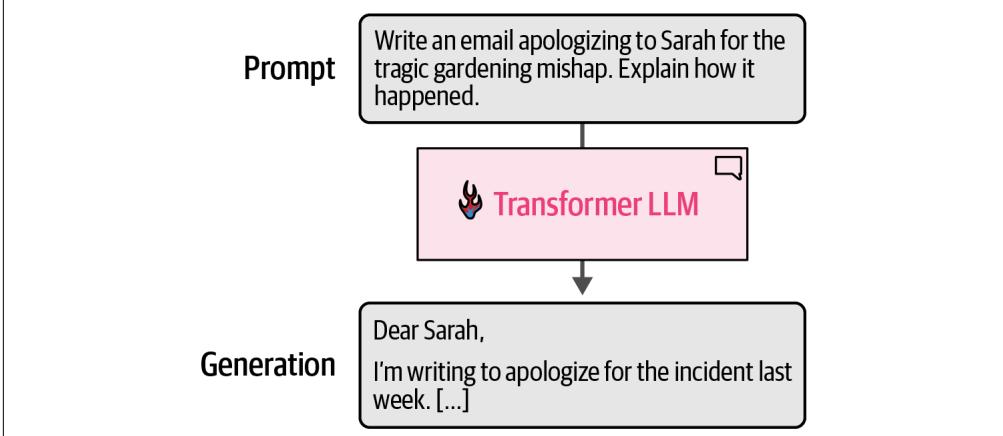 Prompt
Write an email apologizing to Sarah for the
tragic gardening mishap. Explain how it
happened.
Transformer LLM
Generation
Dear Sarah,
I'm writing to apologize for the incident last
week. [...]